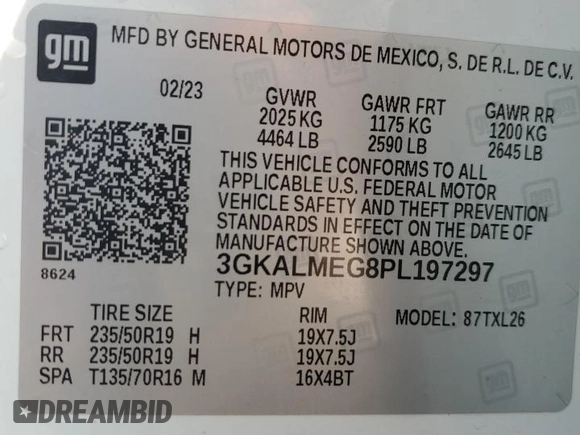 gm MFD BY GENERAL MOTORS DE MEXICO, S. DE R.L. DE C.V.
02/23 GVWR GAWR FRT GAWR RR
2025 KG 1175 KG 1200 KG
4464 LB 2590 LB 2645 LB
THIS VEHICLE CONFORMS TO ALL
APPLICABLE U.S. FEDERAL MOTOR
VEHICLE SAFETY AND THEFT PREVENTION
STANDARDS IN EFFECT ON THE DATE OF
MANUFACTURE SHOWN ABOVE.
8624 3GKALMEG8PL197297
TYPE: MPV
TIRE SIZE RIM MODEL: 87TXL26
FRT 235/50R19 H 19X7.5J
RR 235/50R19 H 19X7.5J
SPA T135/70R16 M 16X4BT
DREAMBID